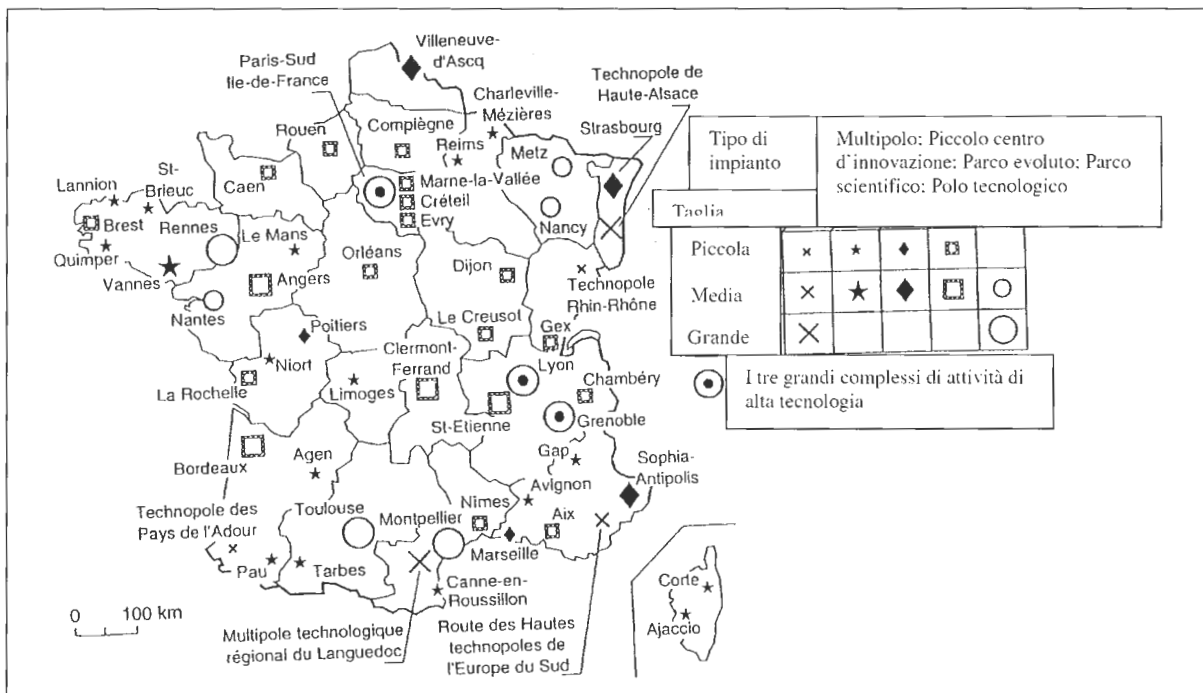 Villeneuve-
d'Ascq
Paris-Sud
Ile-de-France
Technopole de
Haute-Alsace
Charleville-
Mézières
Strasbourg
Rouen
Compiègne
Reims
Metz
Caen
Marne-la-Vallée
Créteil
Evry
Nancy
St-
Brieuc
Lannion
Brest
Rennes
Quimper
Le Mans
Vannes
Angers
Orléans
Dijon
Technopole
Rhin-Rhône
Nantes
Poitiers
Le Creusot
Gex
Niort
Clermont-
Ferrand
Lyon
Chambéry
La Rochelle
Limoges
St-Etienne
Grenoble
Bordeaux
Agen
Gap
Sophia-
Antipolis
Avignon
Technopole des
Pays de l'Adour
Toulouse
Montpellier
Nîmes
Aix
Marseille
Pau
Tarbes
Canne-en-
Roussillon
Corte
Ajaccio
0 100 km
Multipole technologique
régional du Languedoc
Route des Hautes
technopoles de
l'Europe du Sud
Tipo di
impianto
Multipolo: Piccolo centro
d'innovazione: Parco evoluto: Parco
scientifico: Polo tecnologico
Taglia
Piccola
Media
Grande
I tre grandi complessi di attività di
alta tecnologia